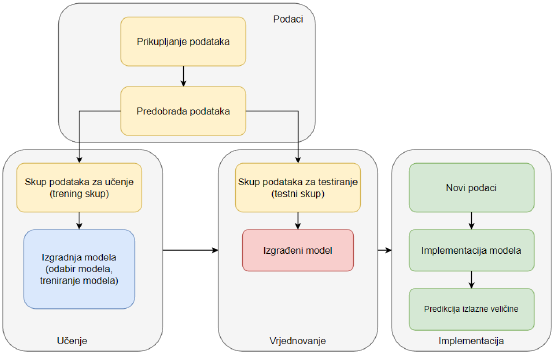 Podaci
Prikupljanje podataka
Predobrada podataka
Skup podataka za učenje
(trening skup)
Izgradnja modela
(odabir modela,
treniranje modela)
Učenje
Skup podataka za testiranje
(testni skup)
Izgrađeni model
Vrjednovanje
Novi podaci
Implementacija modela
Predikcija izlazne veličine
Implementacija